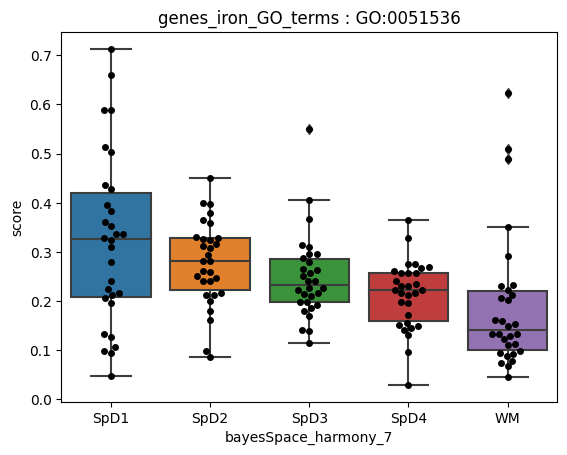 genes_iron_GO_terms : GO:0051536
0.7
0.6
0.5
0.4
0.3
0.2
0.1
0.0
score
SpD1 SpD2 SpD3 SpD4 WM
bayesSpace_harmony_7